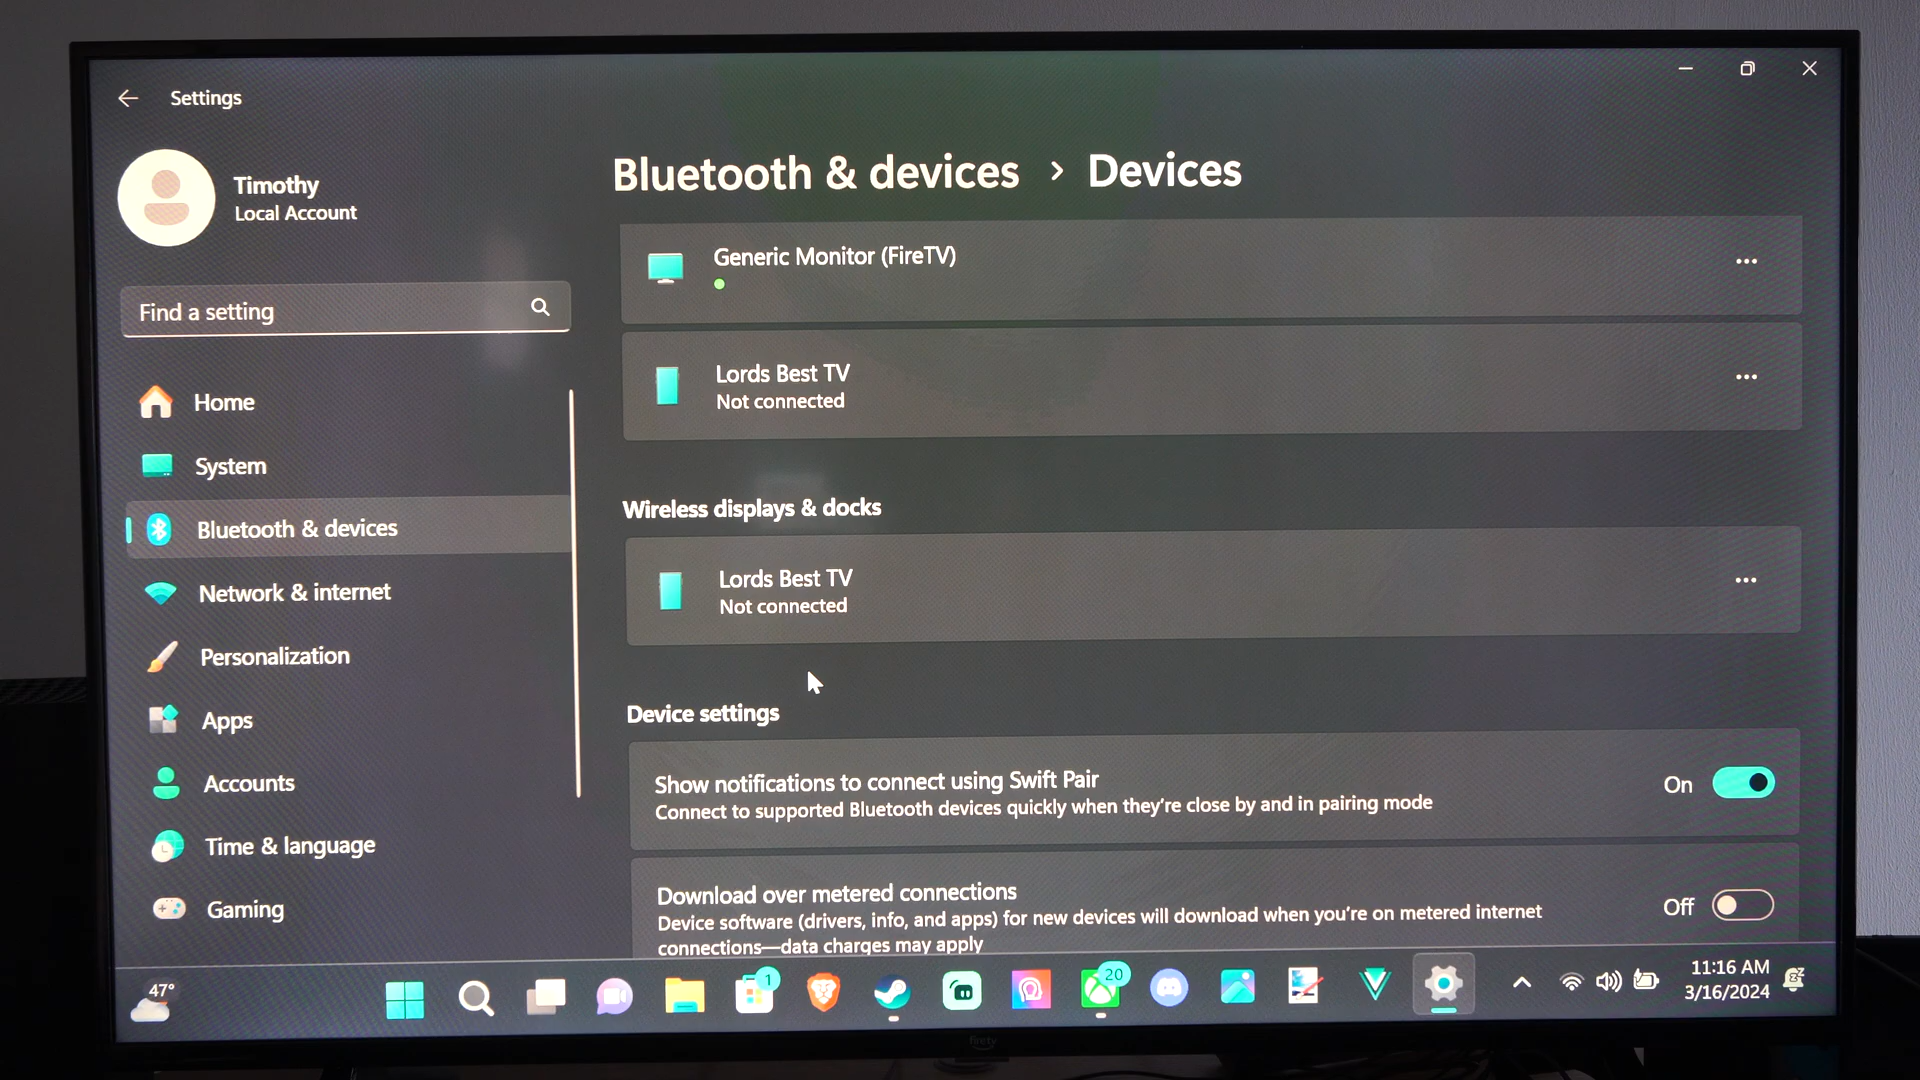 Settings
Timothy
Local Account
Find a setting
Home
System
Bluetooth & devices
Network & internet
Personalization
Apps
Accounts
Time & language
Gaming
Bluetooth & devices > Devices
Generic Monitor (FireTV)
Lords Best TV
Not connected
Wireless displays & docks
Lords Best TV
Not connected
Device settings
Show notifications to connect using Swift Pair
Connect to supported Bluetooth devices quickly when they're close by and in pairing mode
On
Download over metered connections
Device software (drivers, info, and apps) for new devices will download when you're on metered internet
connections—data charges may apply
Off
47°
1
20
11:16 AM
3/16/2024
firetv